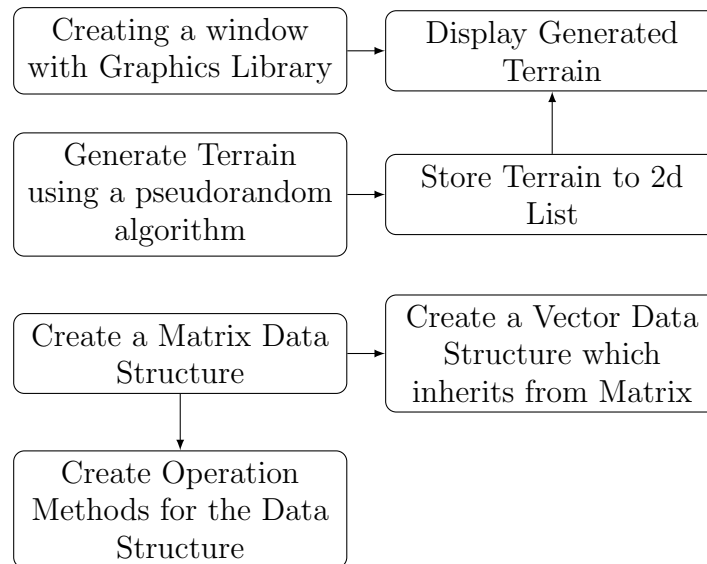 Creating a window
with Graphics Library
Display Generated
Terrain
Generate Terrain
using a pseudorandom
algorithm
Store Terrain to 2d
List
Create a Matrix Data
Structure
Create a Vector Data
Structure which
inherits from Matrix
Create Operation
Methods for the Data
Structure